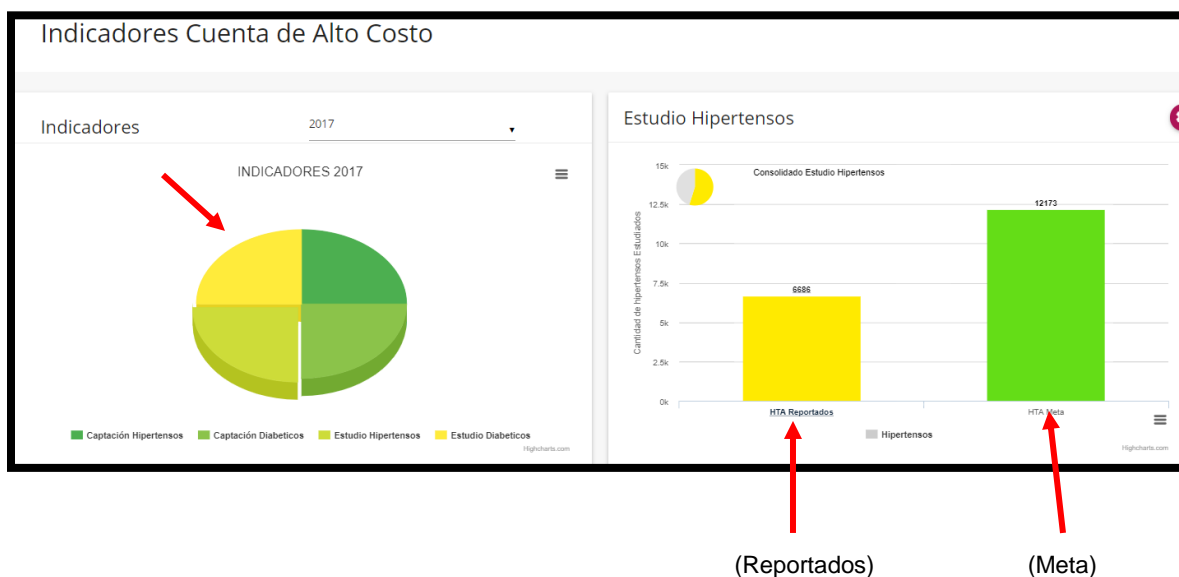 Indicadores Cuenta de Alto Costo
Indicadores
2017
INDICADORES 2017
Captación Hipertensos
Captación Diabeticos
Estudio Hipertensos
Estudio Diabeticos
Highcharts.com
Estudio Hipertensos
Consolidado Estudio Hipertensos
Cantidad de hipertensos Estudiados
15k
12.5k
10k
7.5k
5k
2.5k
0k
6686
12173
HTA Reportados
HTA Meta
Hipertensos
Highcharts.com
(Reportados)
(Meta)